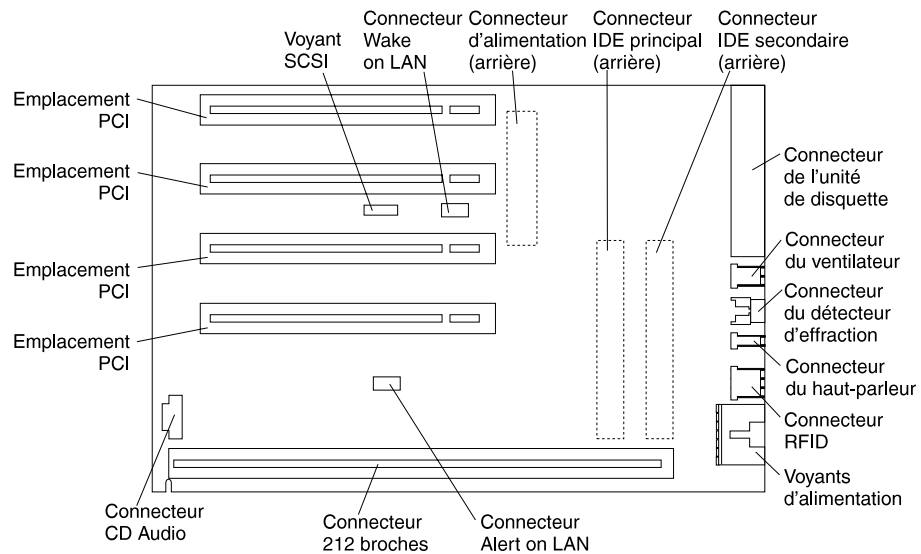 Voyant
SCSI
Connecteur
Wake
on LAN
Connecteur
d'alimentation
(arrière)
Connecteur
IDE principal
(arrière)
Connecteur
IDE secondaire
(arrière)
Emplacement
PCI
Emplacement
PCI
Emplacement
PCI
Emplacement
PCI
Connecteur
de l'unité
de disquette
Connecteur
du ventilateur
Connecteur
du détecteur
d'effraction
Connecteur
du haut-parleur
Connecteur
RFID
Voyants
d'alimentation
Connecteur
CD Audio
Connecteur
212 broches
Connecteur
Alert on LAN